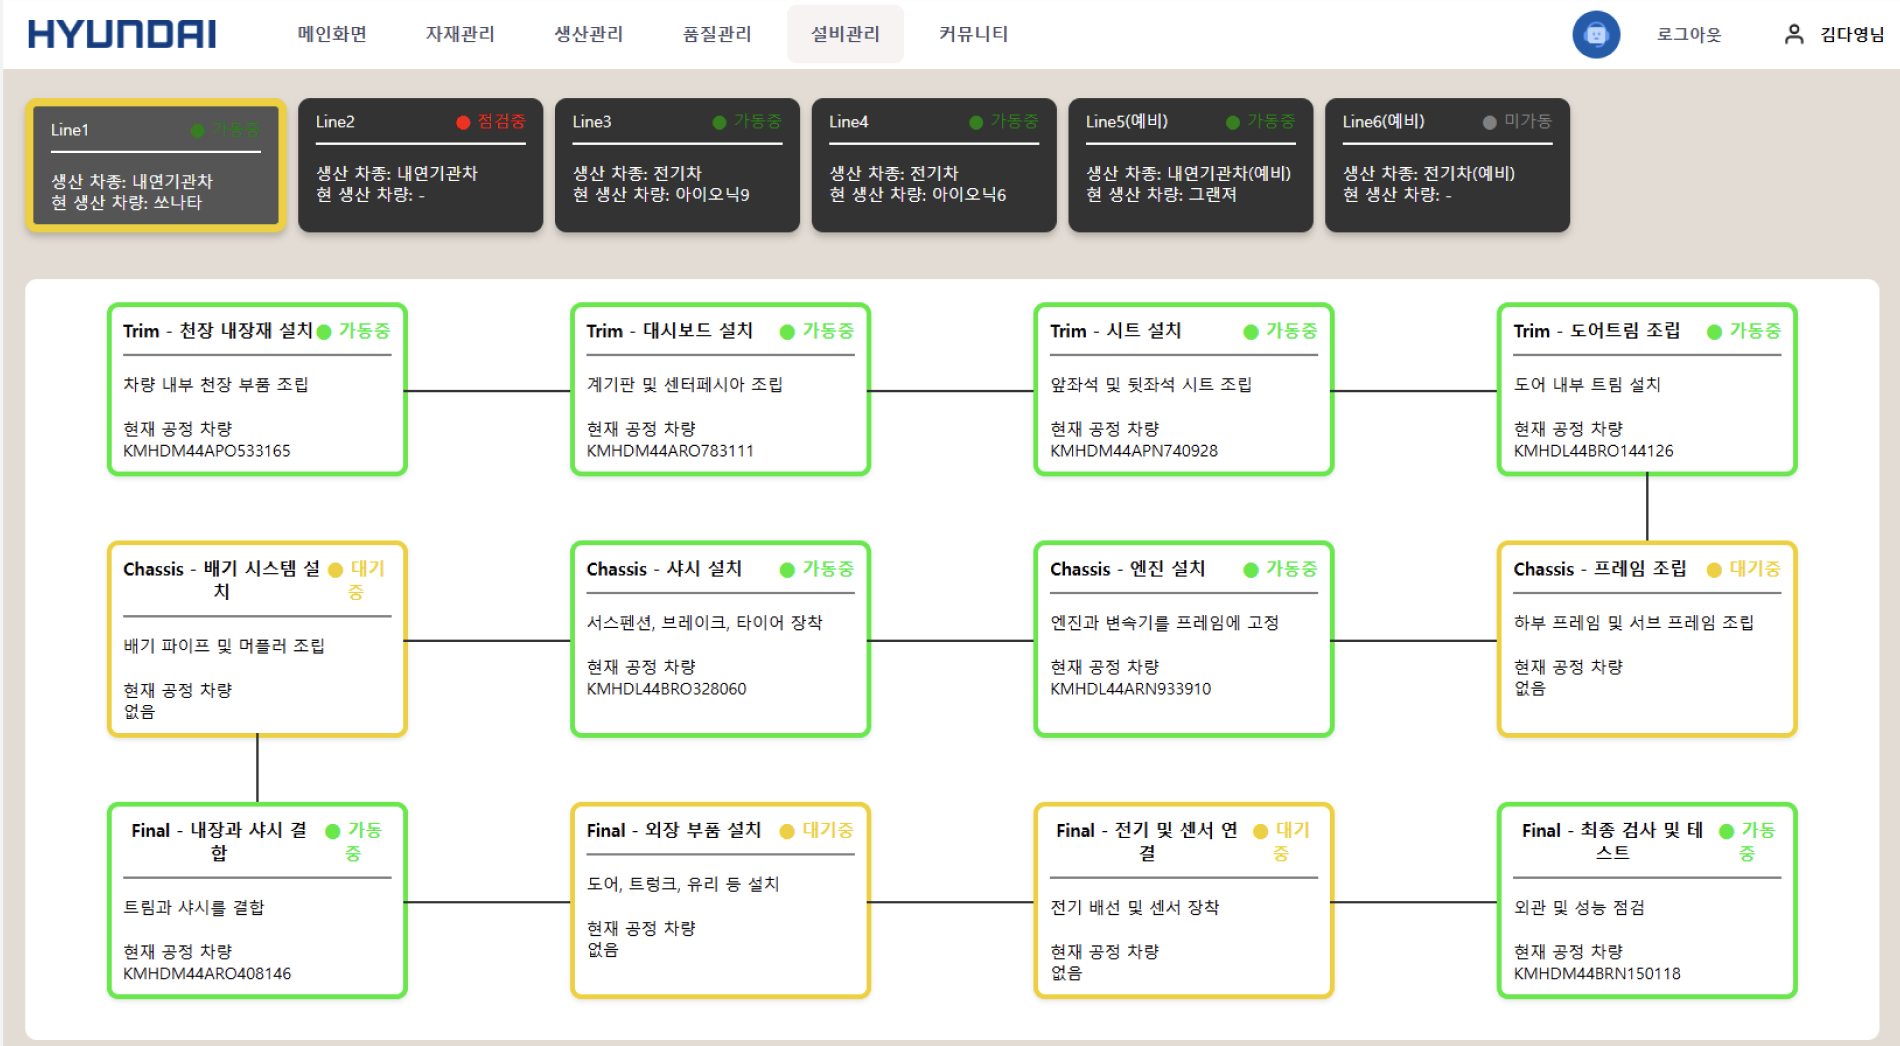 HYUNDAI
메인화면
자재관리
생산관리
품질관리
설비관리
커뮤니티
로그아웃
김다영님
Line1
가동중
생산 차종: 내연기관차
현 생산 차량: 쏘나타
Line2
점검중
생산 차종: 내연기관차
현 생산 차량: -
Line3
가동중
생산 차종: 전기차
현 생산 차량: 아이오닉9
Line4
가동중
생산 차종: 전기차
현 생산 차량: 아이오닉6
Line5(예비)
가동중
생산 차종: 내연기관차(예비)
현 생산 차량: 그랜저
Line6(예비)
미가동
생산 차종: 전기차(예비)
현 생산 차량: -
Trim - 천장 내장재 설치
가동중
차량 내부 천장 부품 조립
현재 공정 차량
KMHDM44APO533165
Trim - 대시보드 설치
가동중
계기판 및 센터페시아 조립
현재 공정 차량
KMHDM44ARO783111
Trim - 시트 설치
가동중
앞좌석 및 뒷좌석 시트 조립
현재 공정 차량
KMHDM44APN740928
Trim - 도어트림 조립
가동중
도어 내부 트림 설치
현재 공정 차량
KMHDL44BRO144126
Chassis - 배기 시스템 설
치
대기
중
배기 파이프 및 머플러 조립
현재 공정 차량
없음
Chassis - 샤시 설치
가동중
서스펜션, 브레이크, 타이어 장착
현재 공정 차량
KMHDL44BRO328060
Chassis - 엔진 설치
가동중
엔진과 변속기를 프레임에 고정
현재 공정 차량
KMHDL44ARN933910
Chassis - 프레임 조립
대기중
하부 프레임 및 서브 프레임 조립
현재 공정 차량
없음
Final - 내장과 샤시 결
합
가동
중
트림과 샤시를 결합
현재 공정 차량
KMHDM44ARO408146
Final - 외장 부품 설치
대기중
도어, 트렁크, 유리 등 설치
현재 공정 차량
없음
Final - 전기 및 센서 연
결
대기
중
전기 배선 및 센서 장착
현재 공정 차량
없음
Final - 최종 검사 및 테
스트
가동
중
외관 및 성능 점검
현재 공정 차량
KMHDM44BRN150118